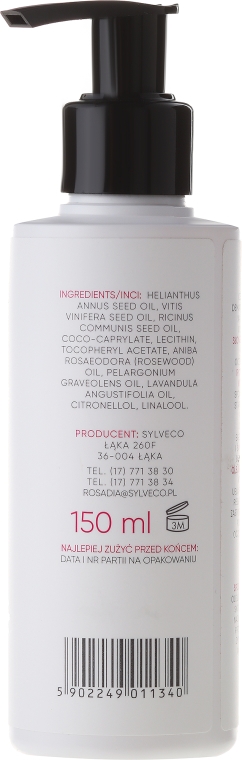 INGREDIENTS/INCI: HELIANTHUS
ANNUS SEED OIL, VITIS
VINIFERA SEED OIL, RICINUS
COMMUNIS SEED OIL,
COCO-CAPRYLATE, LECITHIN,
TOCOPHERYL ACETATE, ANIBA
ROSAEODORA (ROSEWOOD)
OIL, PELARGONIUM
GRAVEOLENS OIL, LAVANDULA
ANGUSTIFOLIA OIL,
CITRONELLOL, LINALOOL.
PRODUCENT: SYLVECO
ŁĄKA 260F
36-004 ŁĄKA
TEL. (17) 771 38 30
TEL. (17) 771 38 34
ROSADIA@SYLVECO.PL
150 ml
3M
NAJLEPIEJ ZUŻYĆ PRZED KOŃCEM:
DATA I NR PARTII NA OPAKOWANIU
5 902249 011340